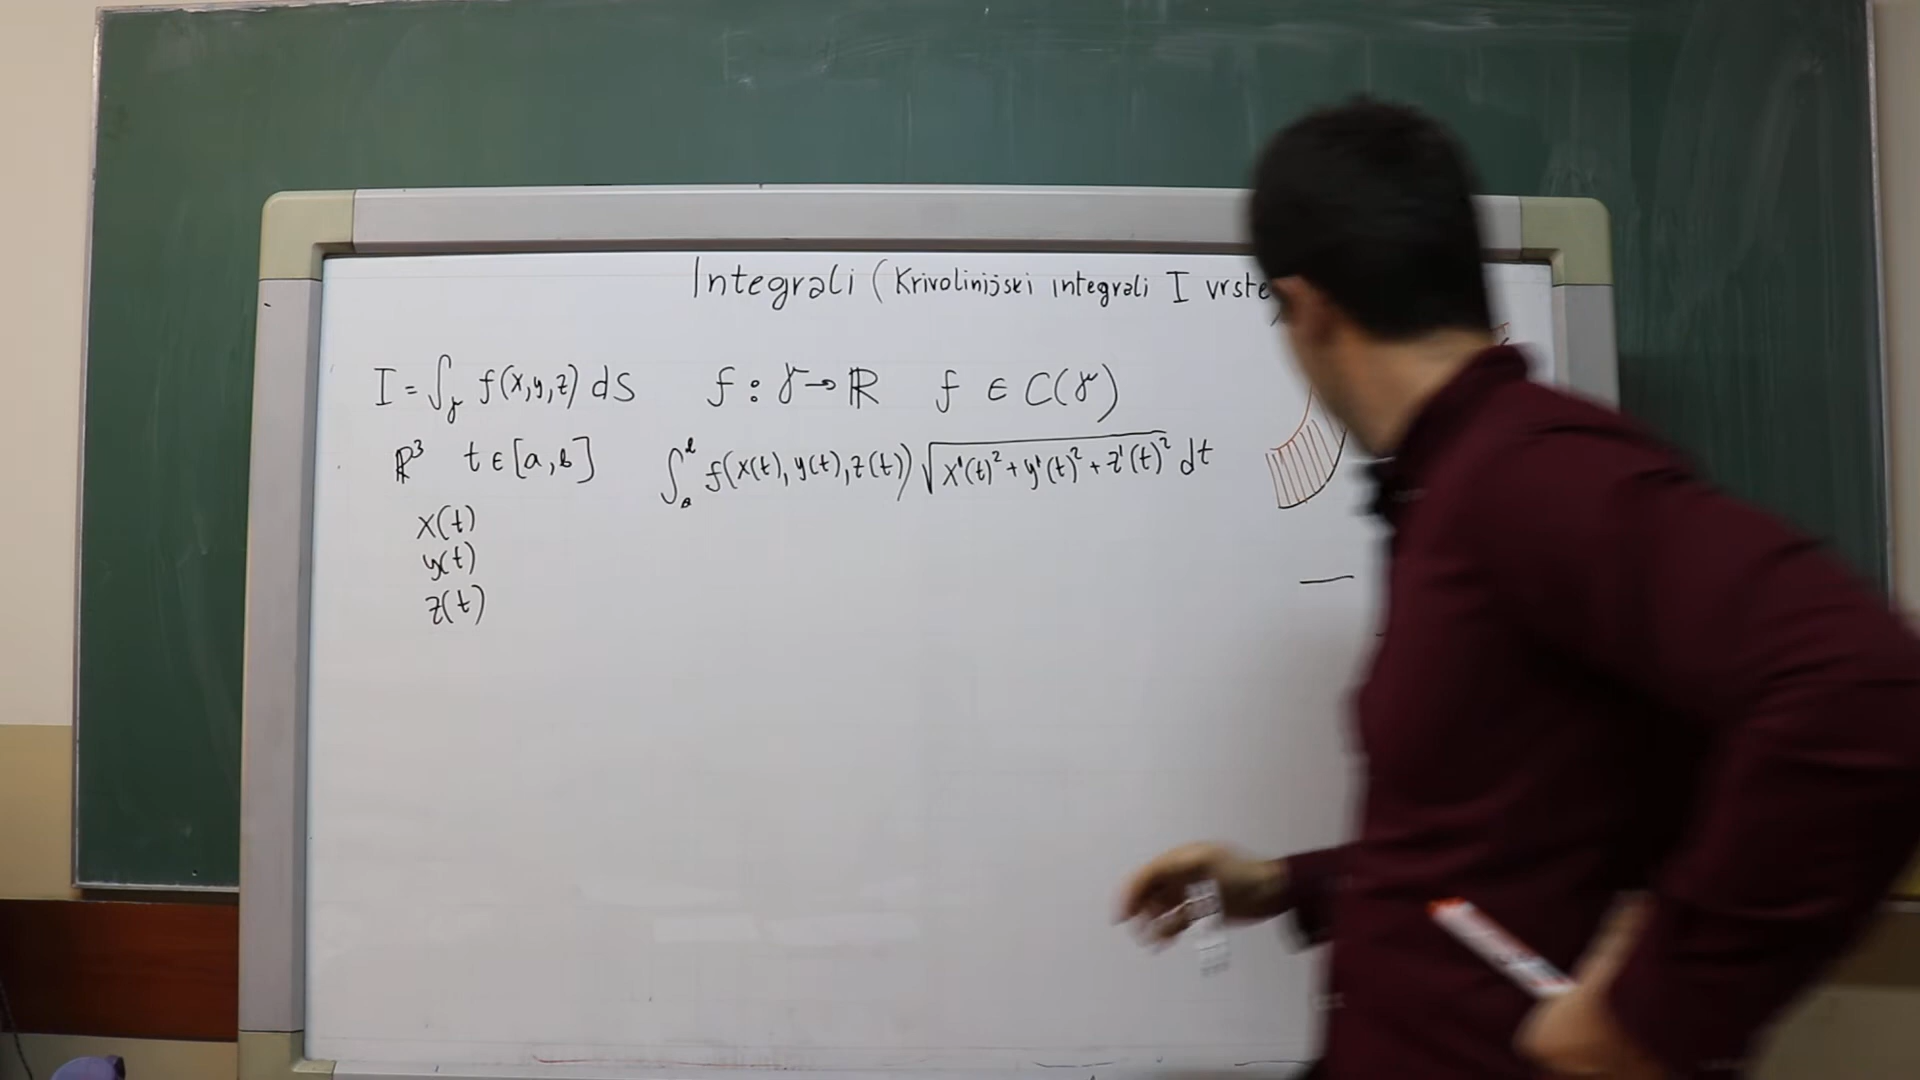 Integrali (Krivolinijski integrali I vrste)
I = ∫γ f(x,y,z) dS f : γ → ℝ f ∈ C(γ)
ℝ³ t ∈ [a,b] ∫ₐᵇ f(x(t), y(t), z(t)) √(x'(t)² + y'(t)² + z'(t)²) dt
x(t)
y(t)
z(t)